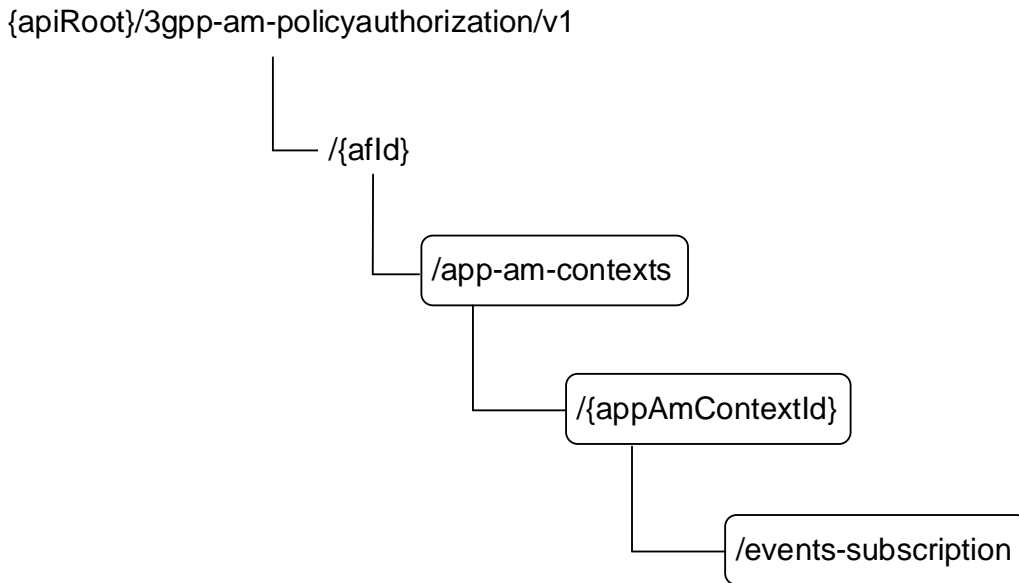 {apiRoot}/3gpp-am-policyauthorization/v1
/{afId}
/app-am-contexts
/{appAmContextId}
/events-subscription